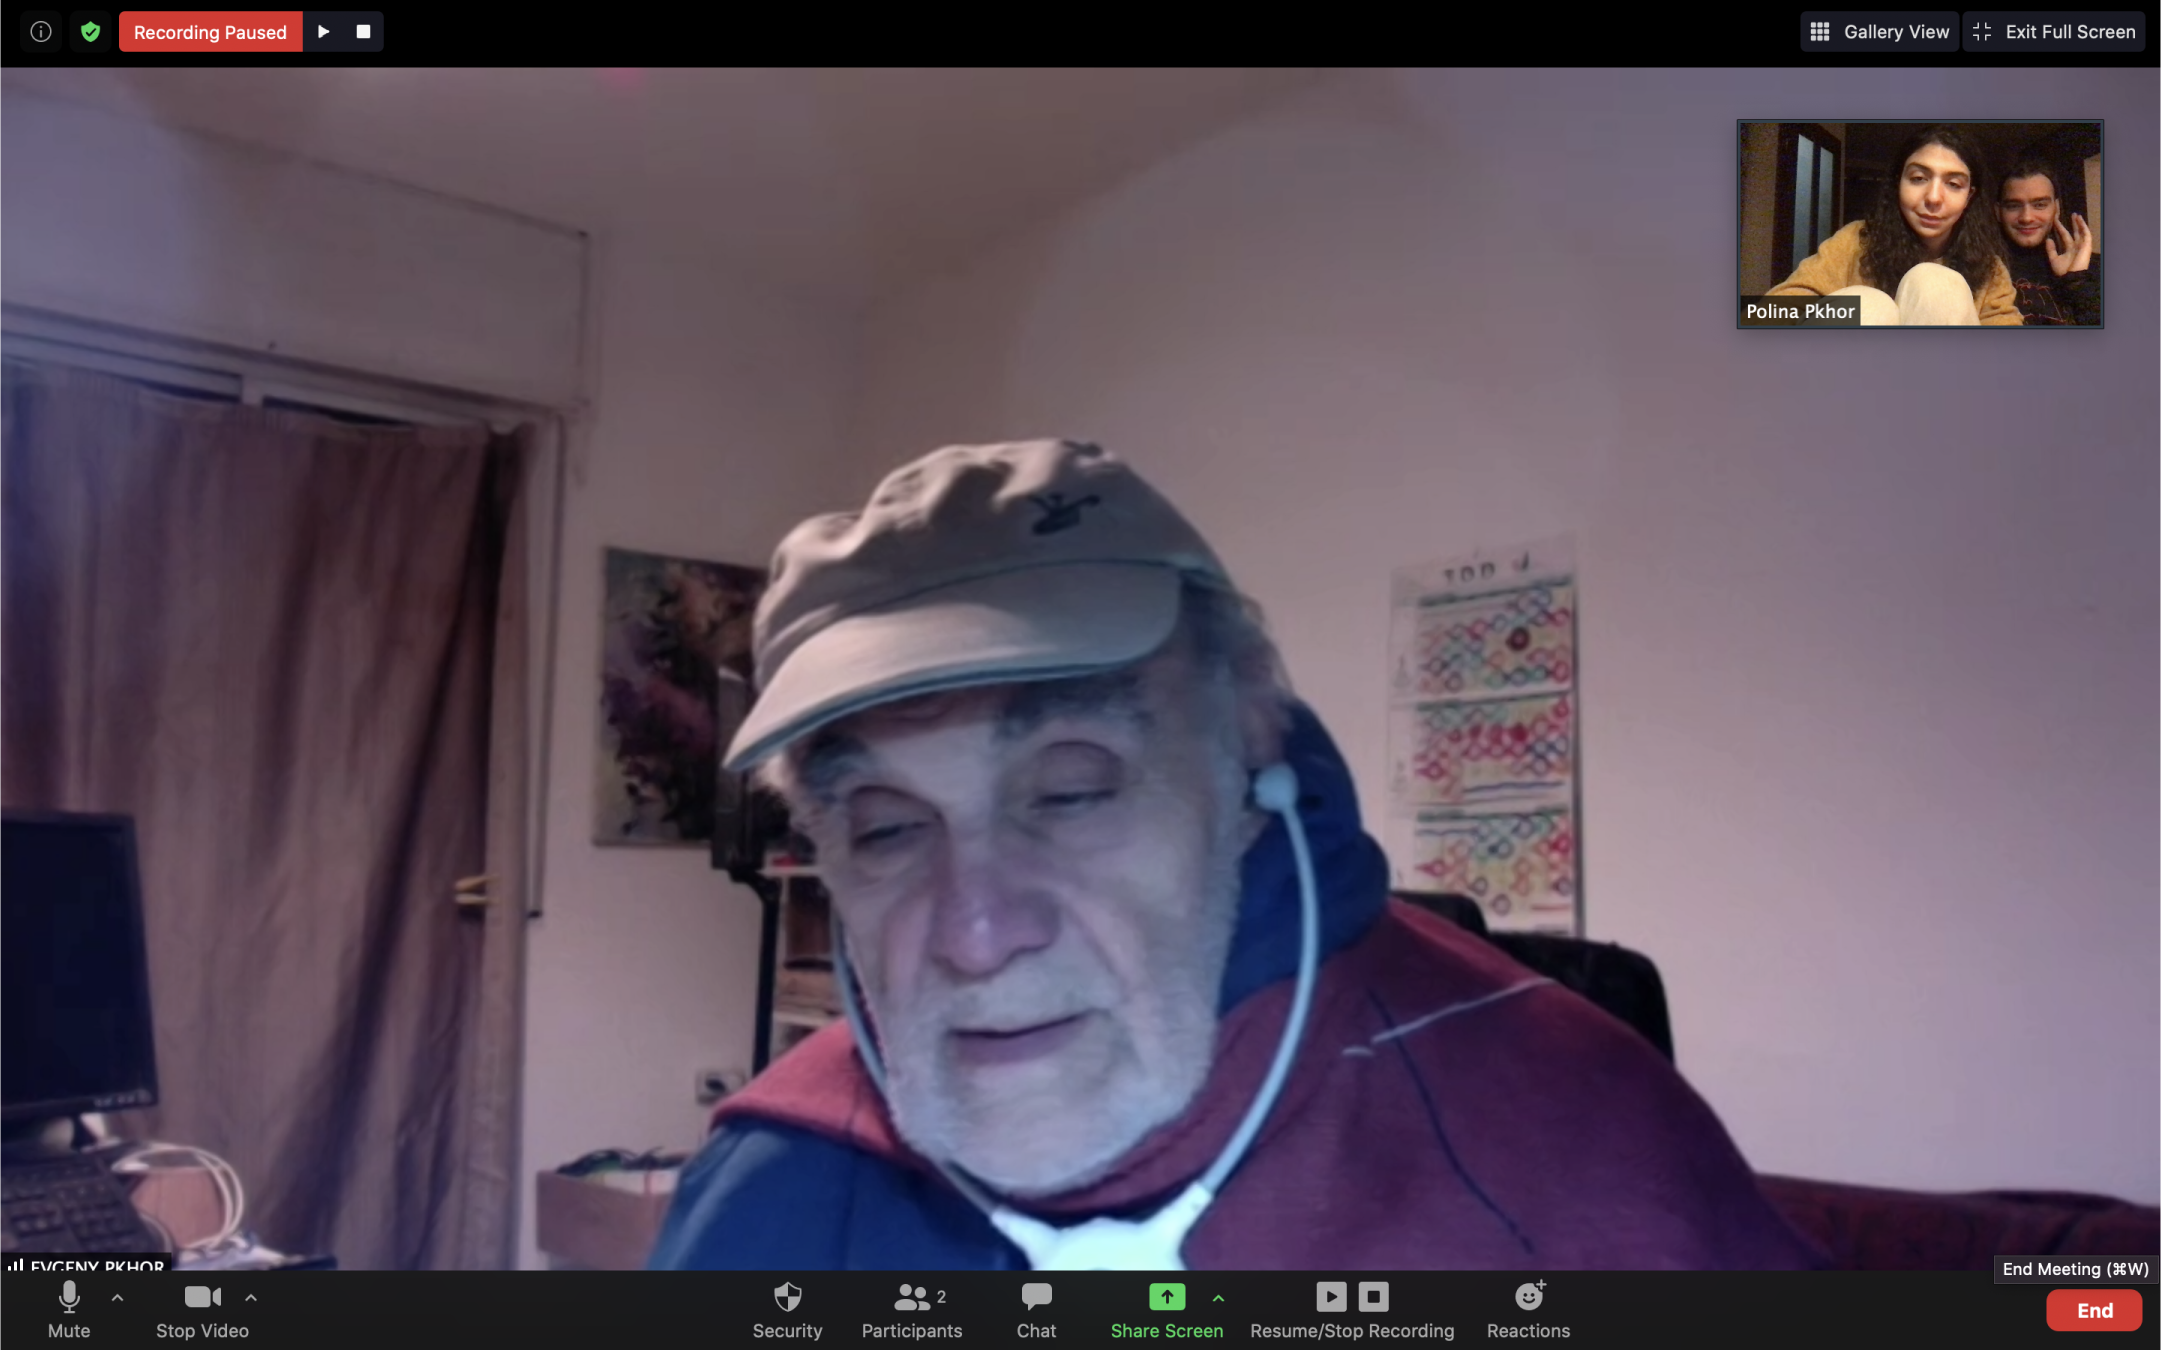 Recording Paused
Gallery View
Exit Full Screen
Polina Pkhor
EVGENY PKHOR
End Meeting (⌘W)
Mute
Stop Video
Security
Participants
2
Chat
Share Screen
Resume/Stop Recording
Reactions
End